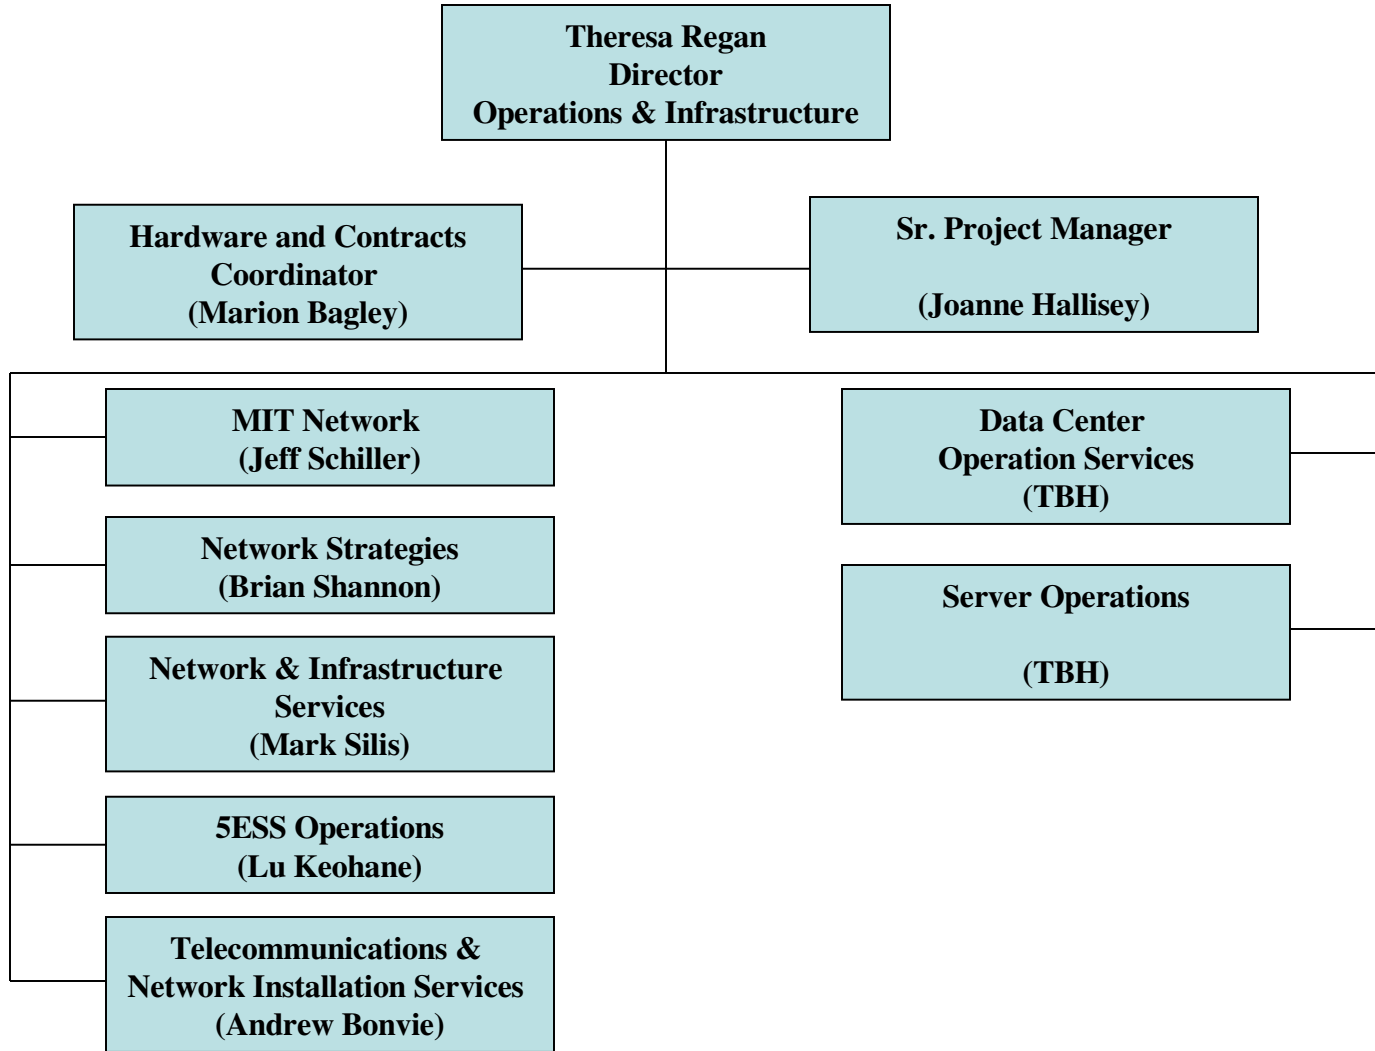 Theresa Regan
Director
Operations & Infrastructure
Hardware and Contracts
Coordinator
(Marion Bagley)
Sr. Project Manager
(Joanne Hallisey)
MIT Network
(Jeff Schiller)
Network Strategies
(Brian Shannon)
Network & Infrastructure
Services
(Mark Silis)
5ESS Operations
(Lu Keohane)
Telecommunications &
Network Installation Services
(Andrew Bonvie)
Data Center
Operation Services
(TBH)
Server Operations
(TBH)